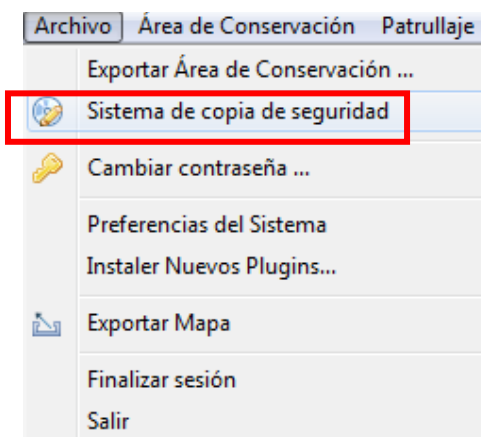 Archivo Área de Conservación Patrullaje
Exportar Área de Conservación ...
Sistema de copia de seguridad
Cambiar contraseña ...
Preferencias del Sistema
Instaler Nuevos Plugins...
Exportar Mapa
Finalizar sesión
Salir